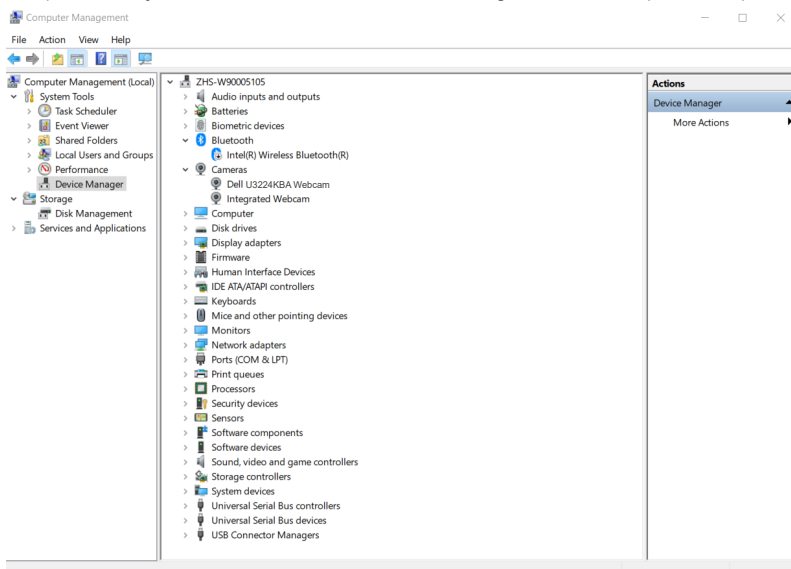 Computer Management
File Action View Help
Computer Management (Local)
System Tools
Task Scheduler
Event Viewer
Shared Folders
Local Users and Groups
Performance
Device Manager
Storage
Disk Management
Services and Applications
ZHS-W90005105
Audio inputs and outputs
Batteries
Biometric devices
Bluetooth
Intel(R) Wireless Bluetooth(R)
Cameras
Dell U3224KBA Webcam
Integrated Webcam
Computer
Disk drives
Display adapters
Firmware
Human Interface Devices
IDE ATA/ATAPI controllers
Keyboards
Mice and other pointing devices
Monitors
Network adapters
Ports (COM & LPT)
Print queues
Processors
Security devices
Sensors
Software components
Software devices
Sound, video and game controllers
Storage controllers
System devices
Universal Serial Bus controllers
Universal Serial Bus devices
USB Connector Managers
Actions
Device Manager
More Actions